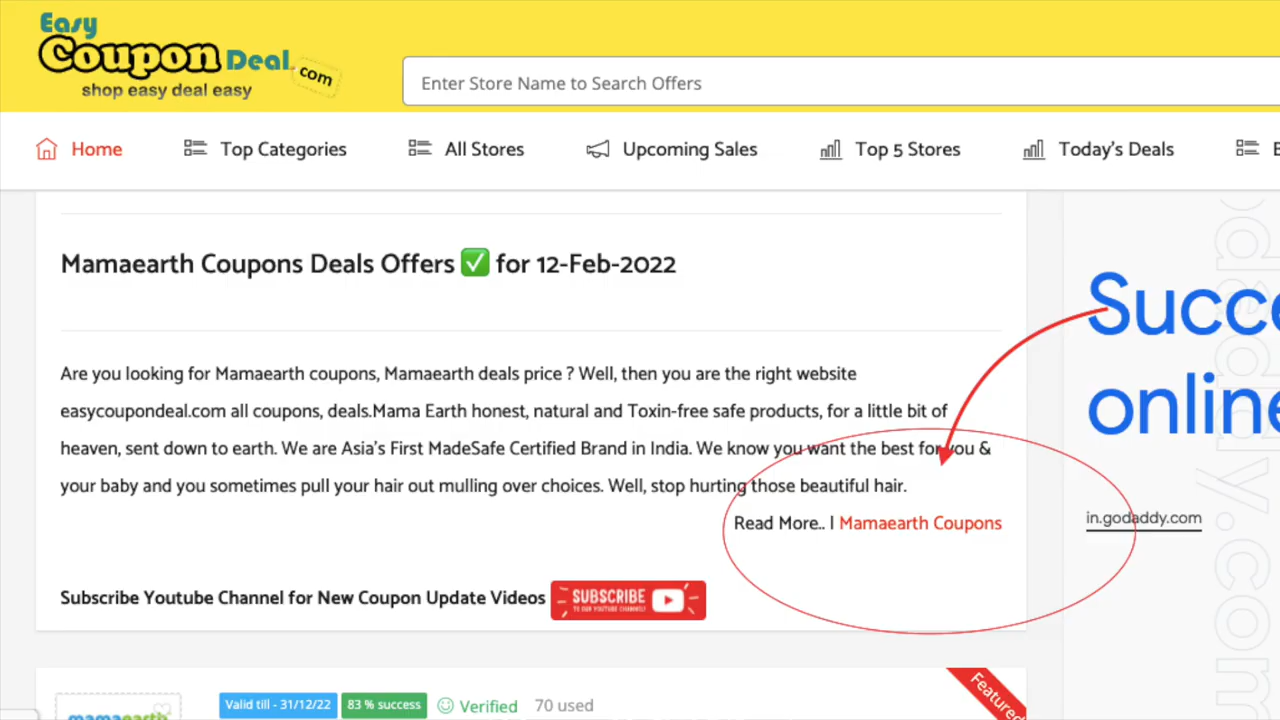 Easy
Coupon Deal.com
shop easy deal easy
Enter Store Name to Search Offers
Home Top Categories All Stores Upcoming Sales Top 5 Stores Today's Deals
Mamaearth Coupons Deals Offers ✅ for 12-Feb-2022
Are you looking for Mamaearth coupons, Mamaearth deals price ? Well, then you are the right website
easycoupondeal.com all coupons, deals.Mama Earth honest, natural and Toxin-free safe products, for a little bit of
heaven, sent down to earth. We are Asia's First MadeSafe Certified Brand in India. We know you want the best for you &
your baby and you sometimes pull your hair out mulling over choices. Well, stop hurting those beautiful hair.
Read More.. | Mamaearth Coupons
Succe
online
in.godaddy.com
godaddy.com
Subscribe Youtube Channel for New Coupon Update Videos SUBSCRIBE
TO OUR YOUTUBE CHANNEL
Featured
mamaearth Valid till - 31/12/22 83 % success Verified 70 used